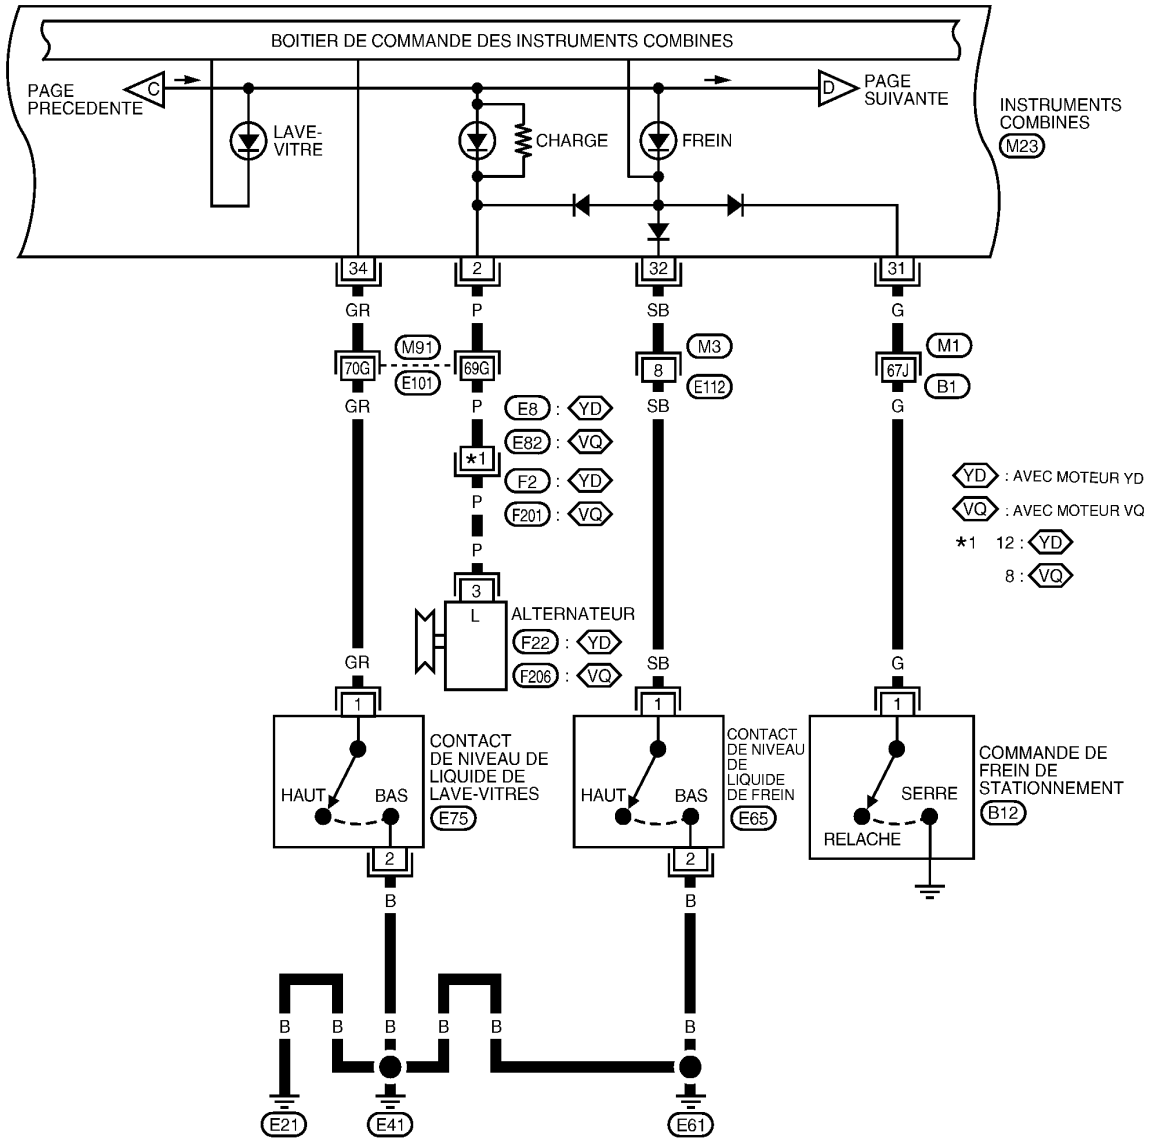 BOITIER DE COMMANDE DES INSTRUMENTS COMBINES
PAGE
PRECEDENTE
C
D
PAGE
SUIVANTE
INSTRUMENTS
COMBINES
M23
LAVE-
VITRE
CHARGE
FREIN
34
2
32
31
GR
P
SB
G
70G
M91
E101
69G
8
M3
E112
67J
M1
B1
GR
P
SB
G
E8 : YD
E82 : VQ
*1
F2 : YD
F201 : VQ
P
P
YD : AVEC MOTEUR YD
VQ : AVEC MOTEUR VQ
*1 12 : YD
8 : VQ
3
L
ALTERNATEUR
F22 : YD
F206 : VQ
GR
SB
G
1
1
1
HAUT
BAS
CONTACT
DE NIVEAU DE
LIQUIDE DE
LAVE-VITRES
E75
HAUT
BAS
CONTACT
DE NIVEAU
DE
LIQUIDE
DE FREIN
E65
SERRE
RELACHE
COMMANDE DE
FREIN DE
STATIONNEMENT
B12
2
2
B
B
B
B
B
B
B
B
E21
E41
E61